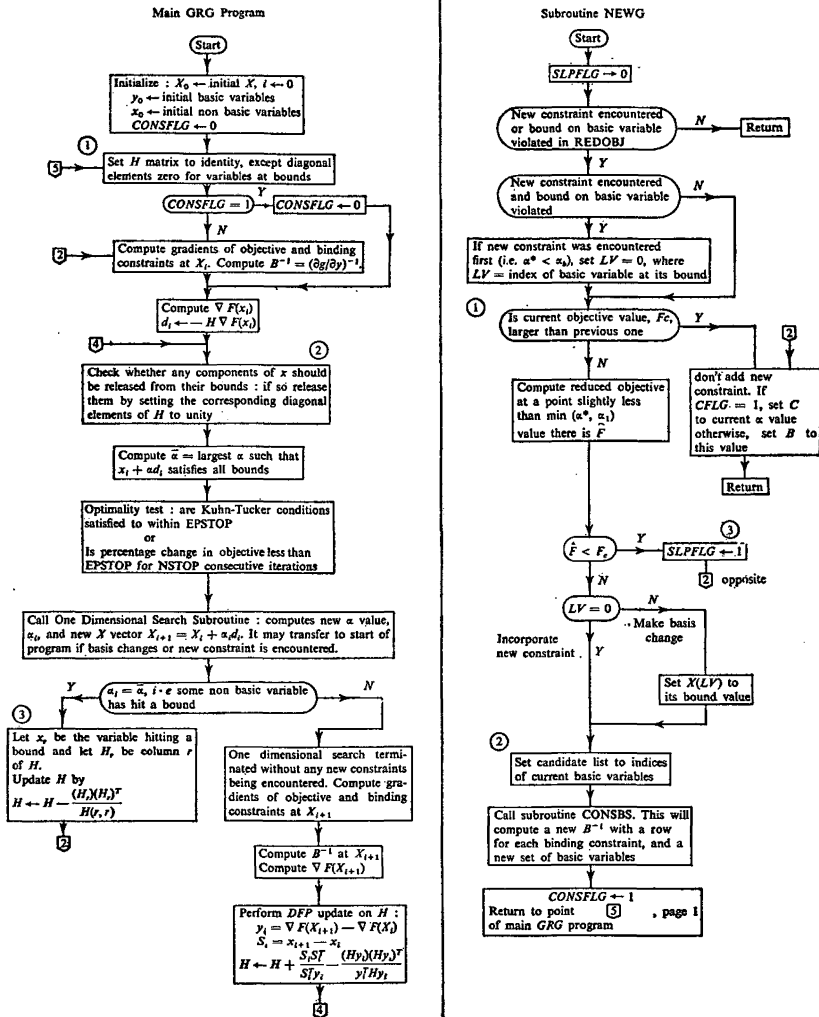 Main GRG Program
Start
Initialize : X₀ ← initial X, i ← 0
y₀ ← initial basic variables
x₀ ← initial non basic variables
CONSFLG ← 0
1
5
Set H matrix to identity, except diagonal
elements zero for variables at bounds
CONSFLG = 1
Y
CONSFLG ← 0
N
2
Compute gradients of objective and binding
constraints at Xᵢ. Compute B⁻¹ = (∂g/∂y)⁻¹.
Compute ∇ F(xᵢ)
dᵢ ← — H ∇ F(xᵢ)
4
2
Check whether any components of x should
be released from their bounds : if so release
them by setting the corresponding diagonal
elements of H to unity
Compute ᾱ = largest α such that
xᵢ + αdᵢ satisfies all bounds
Optimality test : are Kuhn-Tucker conditions
satisfied to within EPSTOP
or
Is percentage change in objective less than
EPSTOP for NSTOP consecutive iterations
Call One Dimensional Search Subroutine : computes new α value,
αᵢ, and new X vector Xᵢ₊₁ = Xᵢ + αᵢdᵢ. It may transfer to start of
program if basis changes or new constraint is encountered.
Y
αᵢ = ᾱ, i·e some non basic variable
has hit a bound
N
3
Let xᵣ be the variable hitting a
bound and let Hᵣ be column r
of H.
Update H by
H ← H — (Hᵣ)(Hᵣ)ᵀ / H(r, r)
2
One dimensional search termi-
nated without any new constraints
being encountered. Compute gra-
dients of objective and binding
constraints at Xᵢ₊₁
Compute B⁻¹ at Xᵢ₊₁
Compute ∇ F(Xᵢ₊₁)
Perform DFP update on H :
yᵢ = ∇ F(Xᵢ₊₁) — ∇ F(Xᵢ)
Sᵢ = xᵢ₊₁ — xᵢ
H ← H + SᵢSᵢᵀ / Sᵢᵀyᵢ — (Hyᵢ)(Hyᵢ)ᵀ / yᵢᵀHyᵢ
4
Subroutine NEWG
Start
SLPFLG → 0
New constraint encountered
or bound on basic variable
violated in REDOBJ
N
Return
Y
New constraint encountered
and bound on basic variable
violated
N
Y
If new constraint was encountered
first (i.e. α* < α_b), set LV = 0, where
LV = index of basic variable at its bound
1
Is current objective value, Fc,
larger than previous one
Y
2
N
don't add new
constraint. If
CFLG = 1, set C
to current α value
otherwise, set B to
this value
Return
Compute reduced objective
at a point slightly less
than min (α*, α₁)
value there is F̂
3
F̂ < F_c
Y
SLPFLG ← 1
2 opposite
N
LV = 0
N
Make basis
change
Incorporate
new constraint
Y
Set X(LV) to
its bound value
2
Set candidate list to indices
of current basic variables
Call subroutine CONSBS. This will
compute a new B⁻¹ with a row
for each binding constraint, and a
new set of basic variables
CONSFLG ← 1
Return to point 5 , page 1
of main GRG program